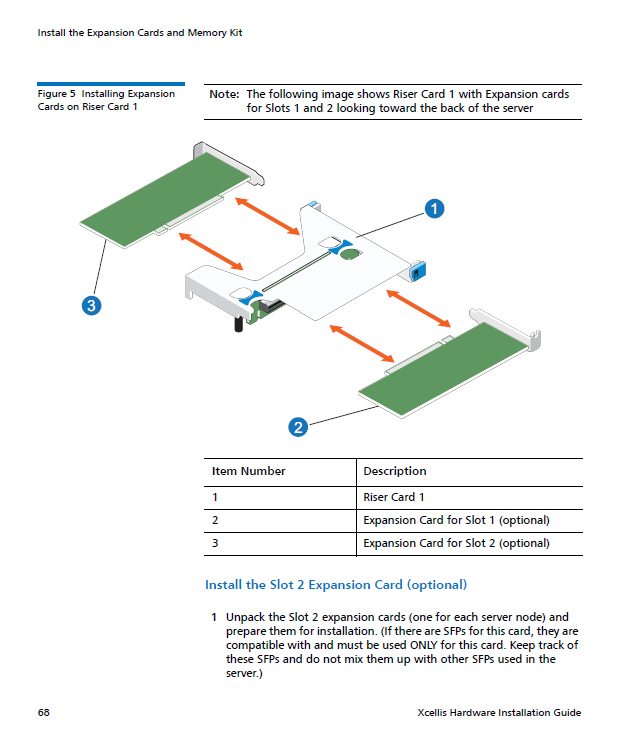 Install the Expansion Cards and Memory Kit
Figure 5  Installing Expansion
Cards on Riser Card 1
Note:  The following image shows Riser Card 1 with Expansion cards
for Slots 1 and 2 looking toward the back of the server
1
3
2
Item Number  Description
1  Riser Card 1
2  Expansion Card for Slot 1 (optional)
3  Expansion Card for Slot 2 (optional)
Install the Slot 2 Expansion Card (optional)
1  Unpack the Slot 2 expansion cards (one for each server node) and
prepare them for installation. (If there are SFPs for this card, they are
compatible with and must be used ONLY for this card. Keep track of
these SFPs and do not mix them up with other SFPs used in the
server.)
68  Xcellis Hardware Installation Guide